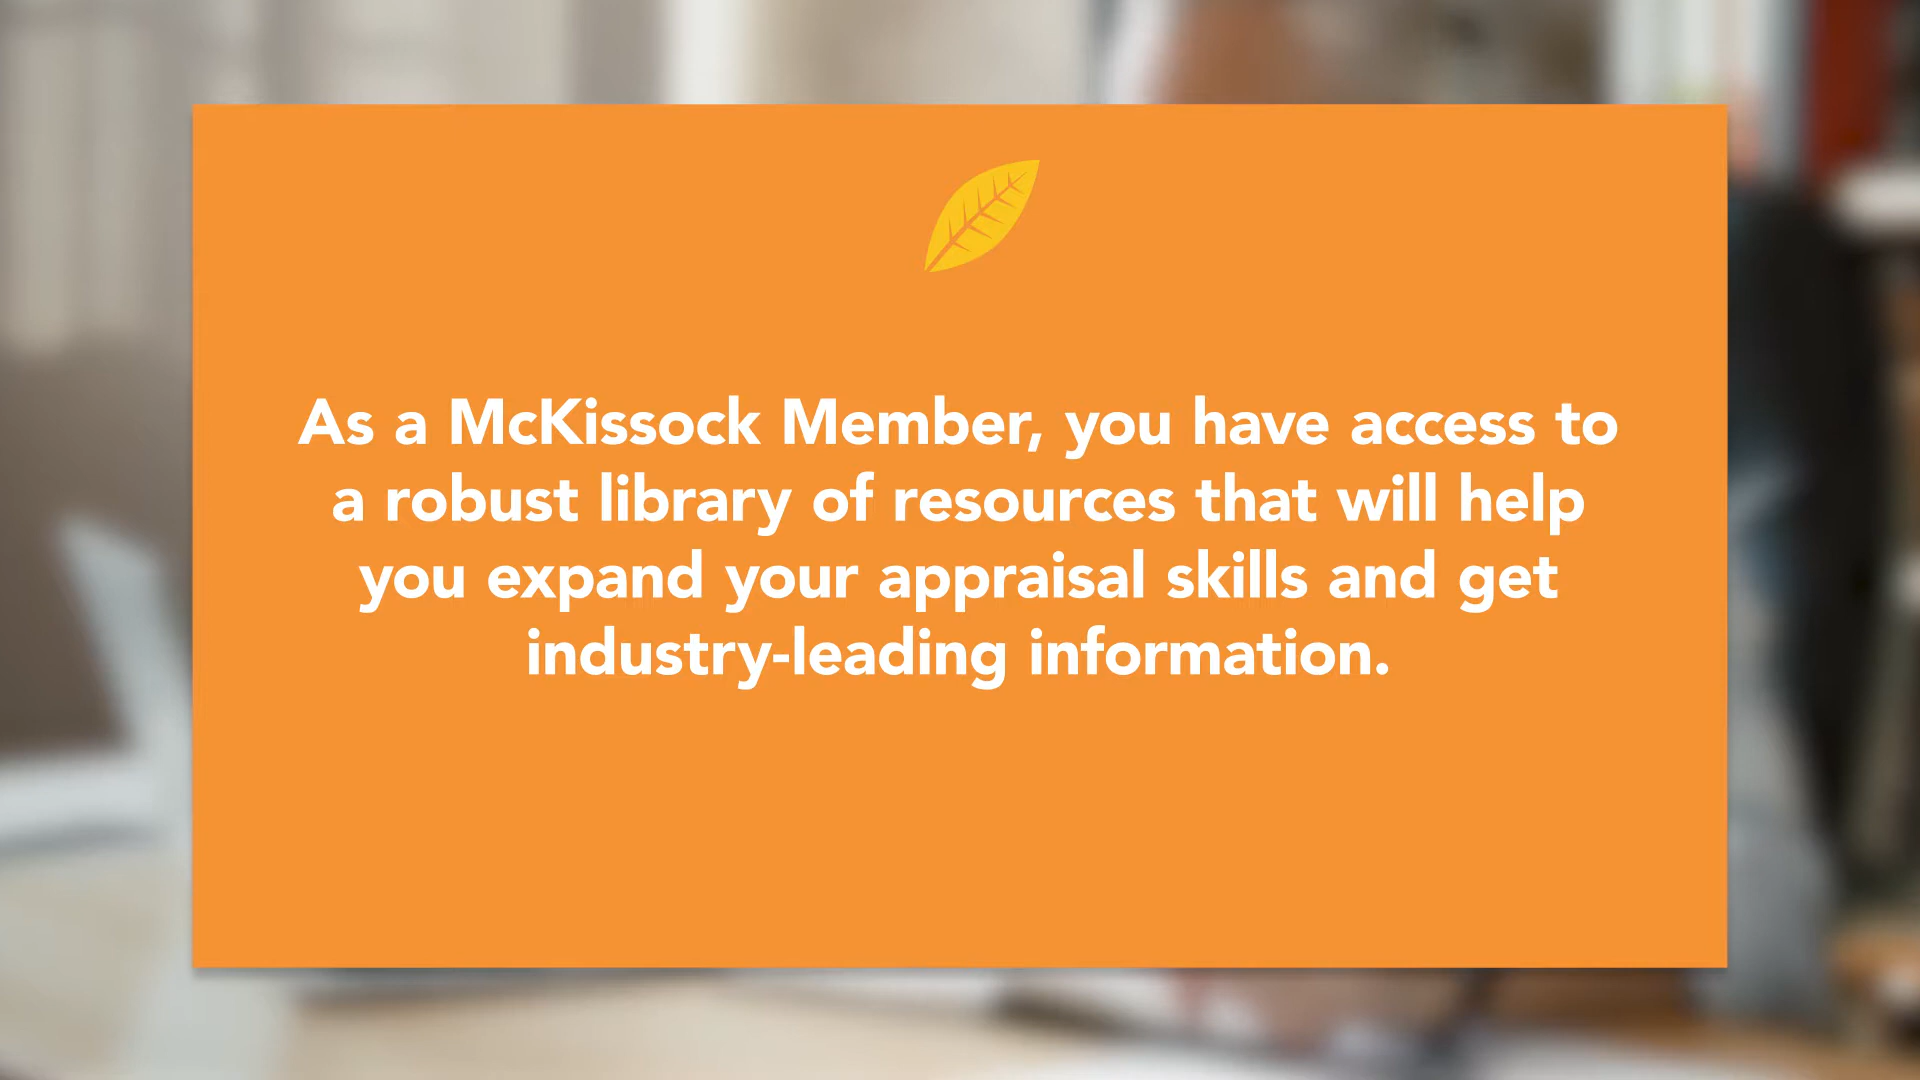 As a McKissock Member, you have access to
a robust library of resources that will help
you expand your appraisal skills and get
industry-leading information.